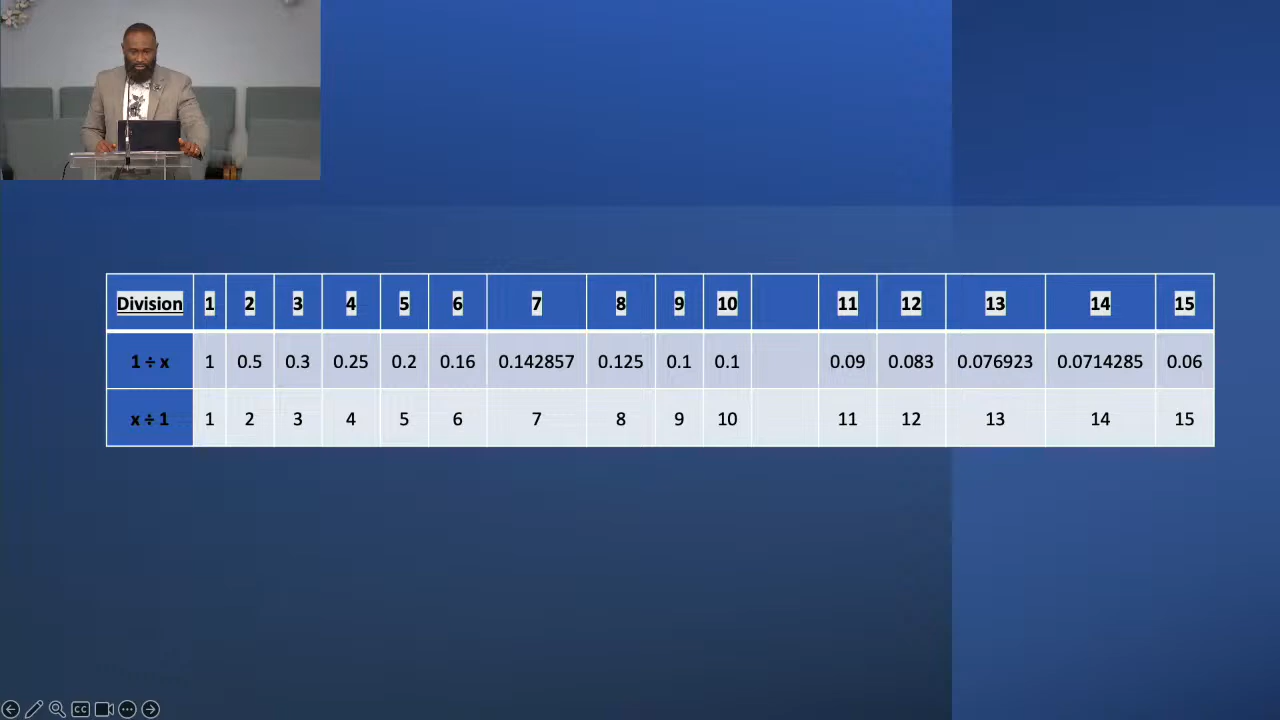 Division 1 2 3 4 5 6 7 8 9 10 11 12 13 14 15
1 ÷ x 1 0.5 0.3 0.25 0.2 0.16 0.142857 0.125 0.1 0.1 0.09 0.083 0.076923 0.0714285 0.06
x ÷ 1 1 2 3 4 5 6 7 8 9 10 11 12 13 14 15
CC